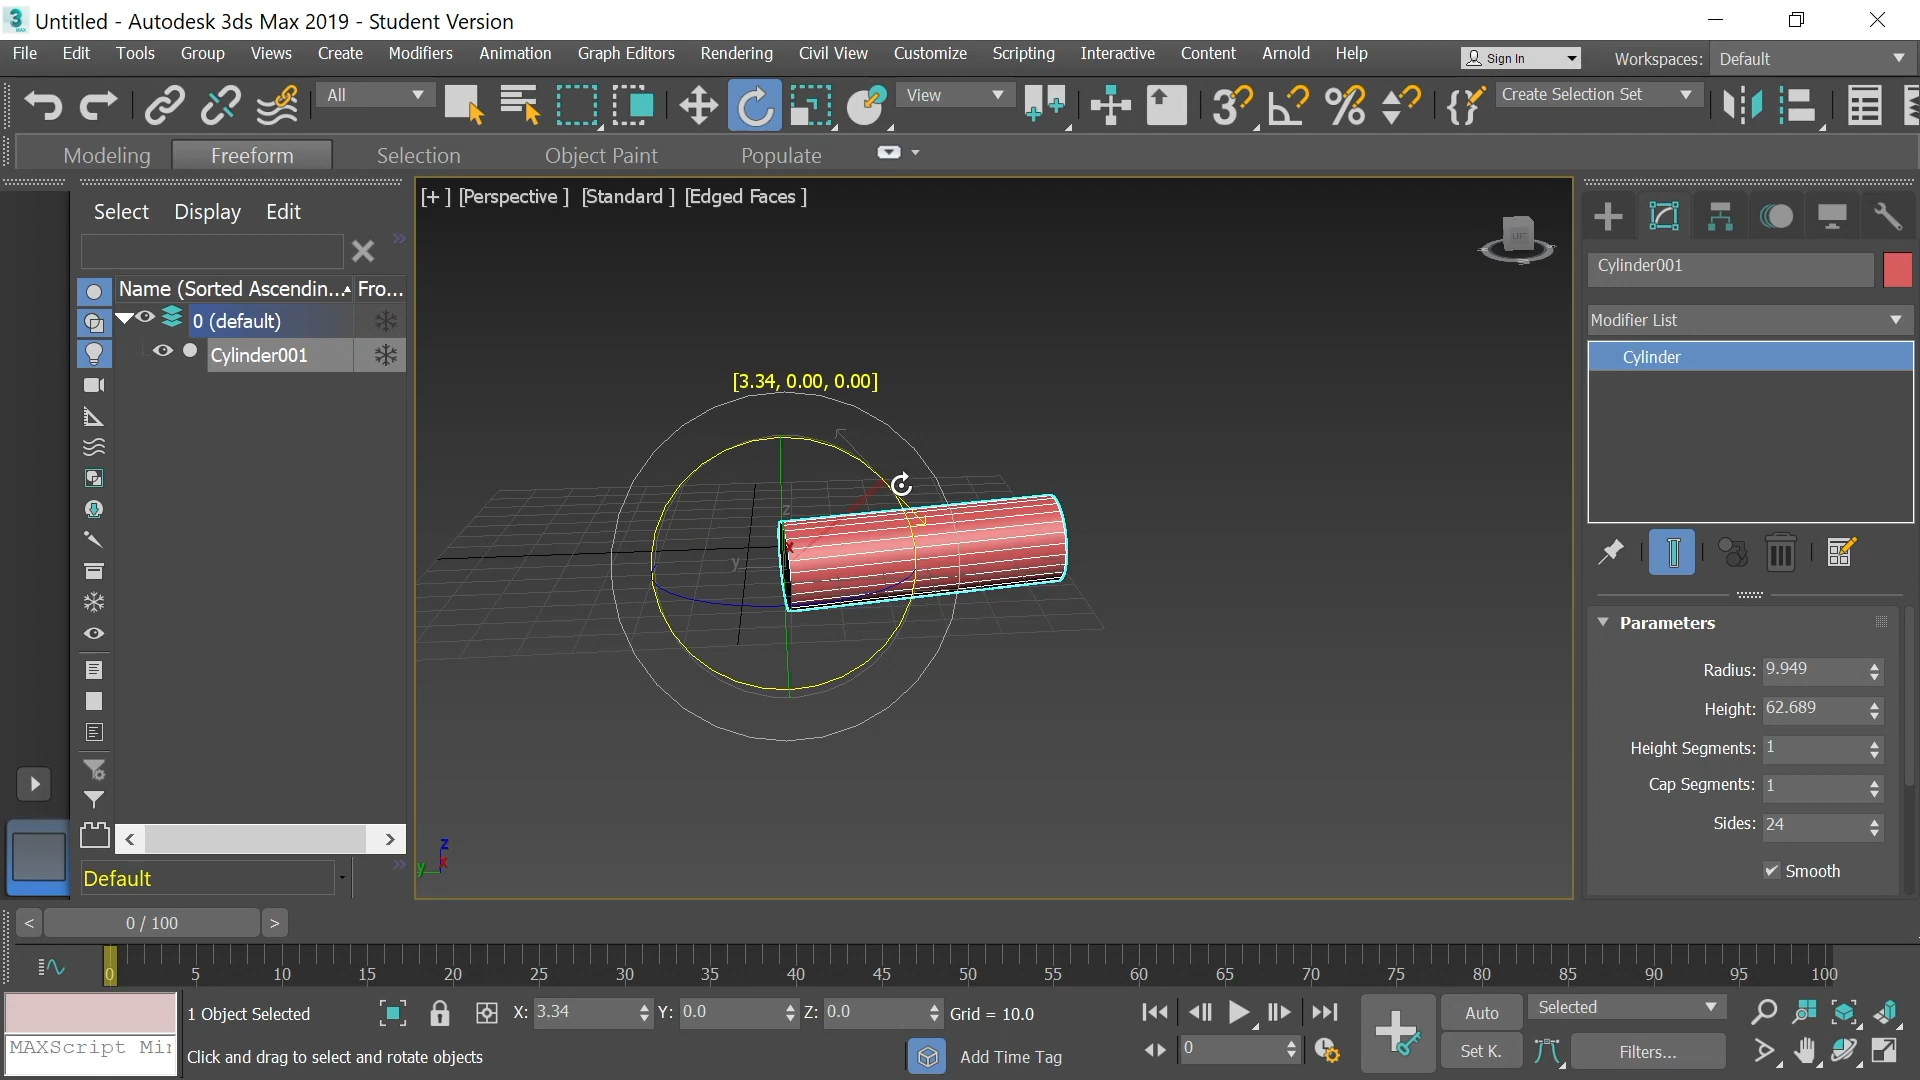 Untitled - Autodesk 3ds Max 2019 - Student Version
File Edit Tools Group Views Create Modifiers Animation Graph Editors Rendering Civil View Customize Scripting Interactive Content Arnold Help
Sign In
Workspaces: Default
All
View
Create Selection Set
Modeling Freeform Selection Object Paint Populate
Select Display Edit
Name (Sorted Ascendin... Fro...
0 (default)
Cylinder001
Default
[+ ] [Perspective ] [Standard ] [Edged Faces ]
[3.34, 0.00, 0.00]
z
x
y
z
x
y
Cylinder001
Modifier List
Cylinder
Parameters
Radius: 9.949
Height: 62.689
Height Segments: 1
Cap Segments: 1
Sides: 24
Smooth
< 0 / 100 >
0 5 10 15 20 25 30 35 40 45 50 55 60 65 70 75 80 85 90 95 100
1 Object Selected
X: 3.34 Y: 0.0 Z: 0.0 Grid = 10.0
Auto
Selected
MAXScript Mi
Click and drag to select and rotate objects
Add Time Tag
0
Set K.
Filters...